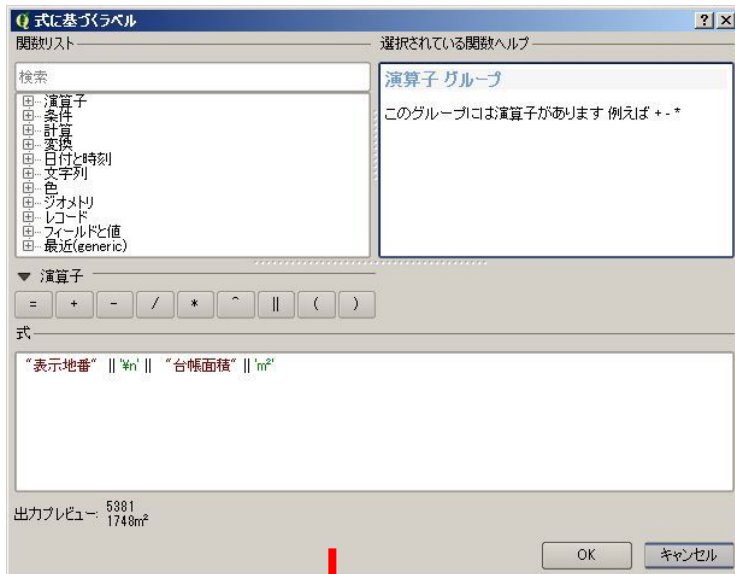 式に基づくラベル
関数リスト
検索
演算子
条件
計算
変換
日付と時刻
文字列
色
ジオメトリ
レコード
フィールドと値
最近(generic)
選択されている関数ヘルプ
演算子 グループ
このグループには演算子があります 例えば + - *
演算子
= + - / * ^ || ( )
式
"表示地番" || '¥n' || "台帳面積" || 'm²'
出力プレビュー: 5381
1748m²
OK キャンセル